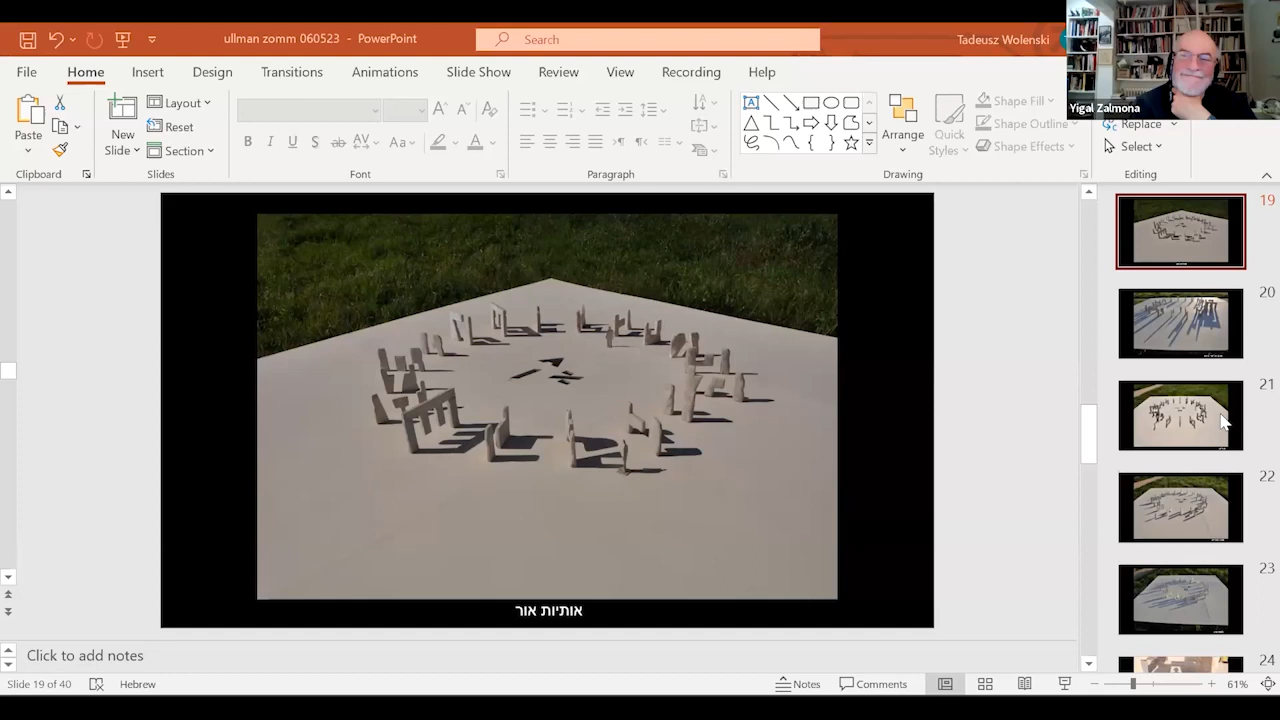 ullman zomm 060523 - PowerPoint
Search
Tadeusz Wolenski
Yigal Zalmona
File Home Insert Design Transitions Animations Slide Show Review View Recording Help
Paste
New Slide
Layout
Reset
Section
B I U S ab AV Aa A
Shape Fill
Shape Outline
Shape Effects
Arrange
Quick Styles
Replace
Select
Clipboard Slides Font Paragraph Drawing Editing
19
20
21
22
23
24
אותיות אור
Click to add notes
Slide 19 of 40 Hebrew Notes Comments 61%